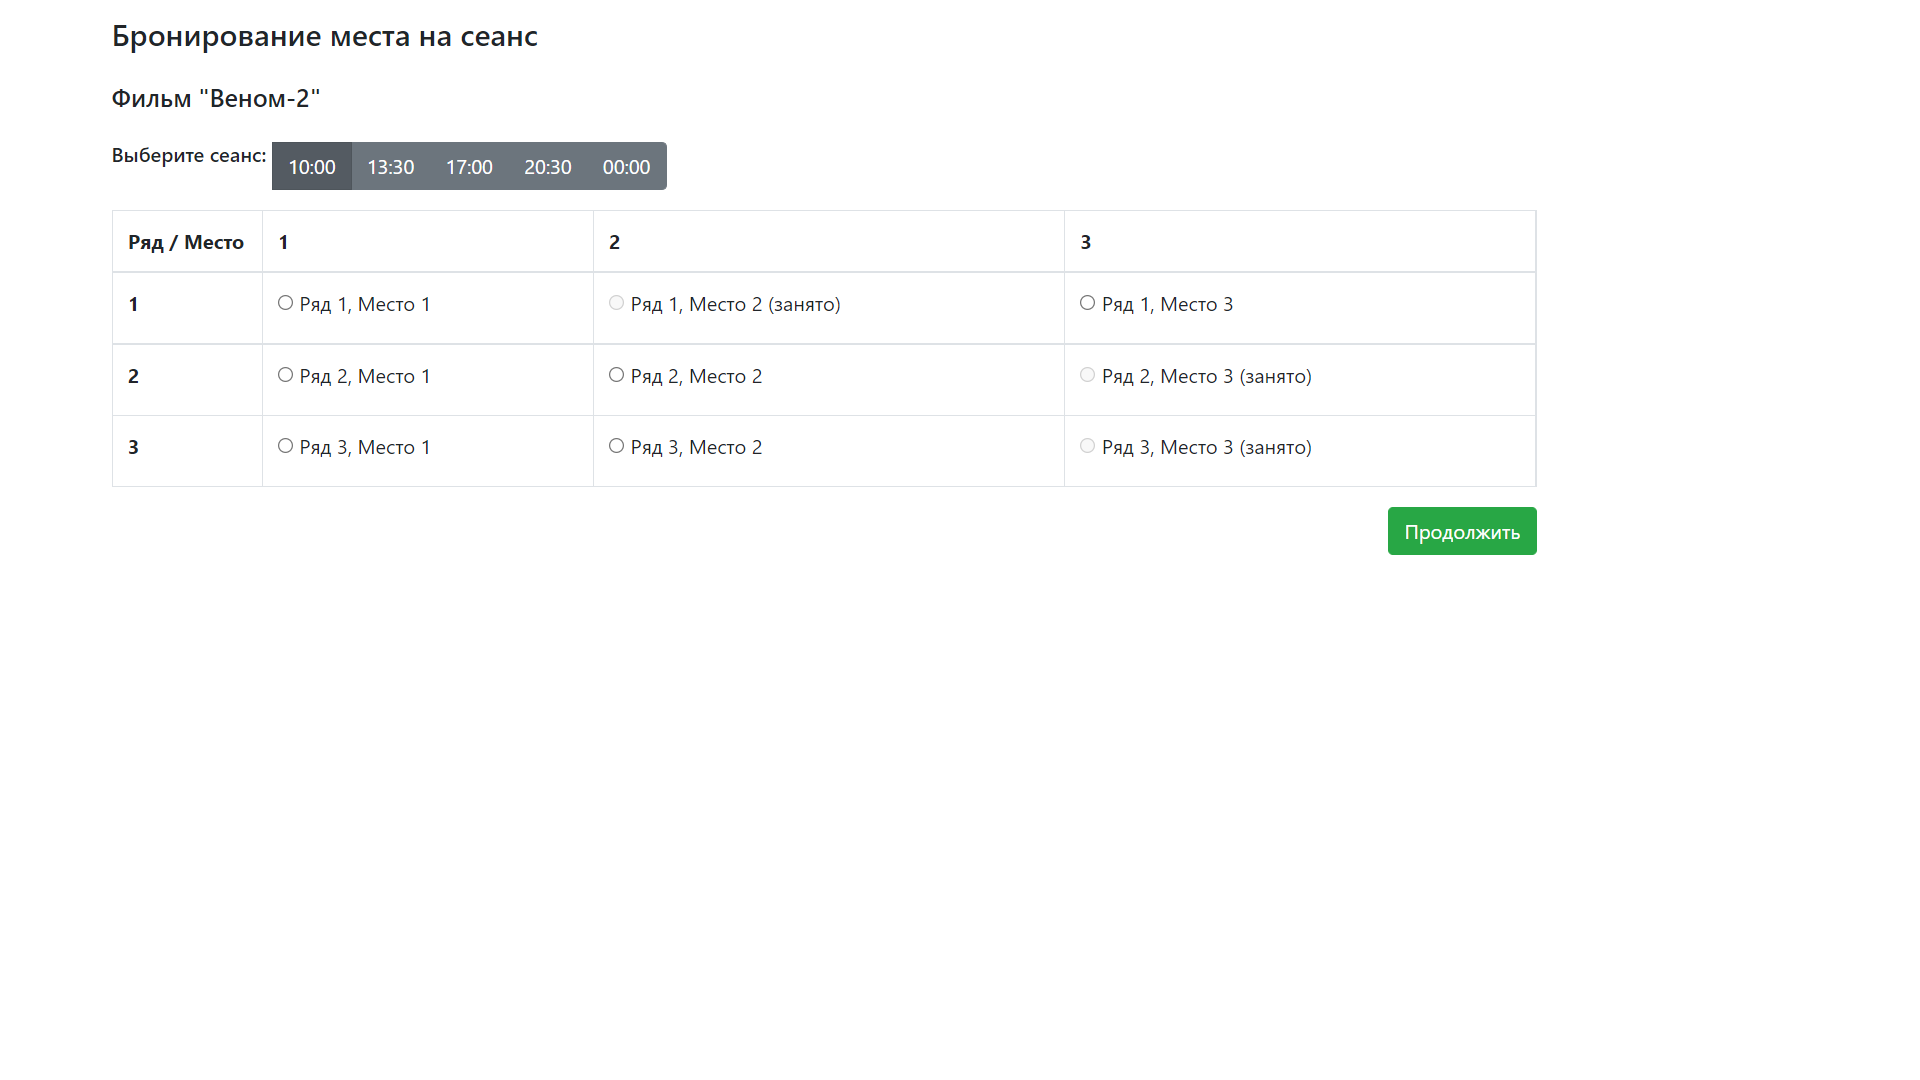 Бронирование места на сеанс
Фильм "Веном-2"
Выберите сеанс: 10:00 13:30 17:00 20:30 00:00
Ряд / Место 1 2 3
1 Ряд 1, Место 1 Ряд 1, Место 2 (занято) Ряд 1, Место 3
2 Ряд 2, Место 1 Ряд 2, Место 2 Ряд 2, Место 3 (занято)
3 Ряд 3, Место 1 Ряд 3, Место 2 Ряд 3, Место 3 (занято)
Продолжить